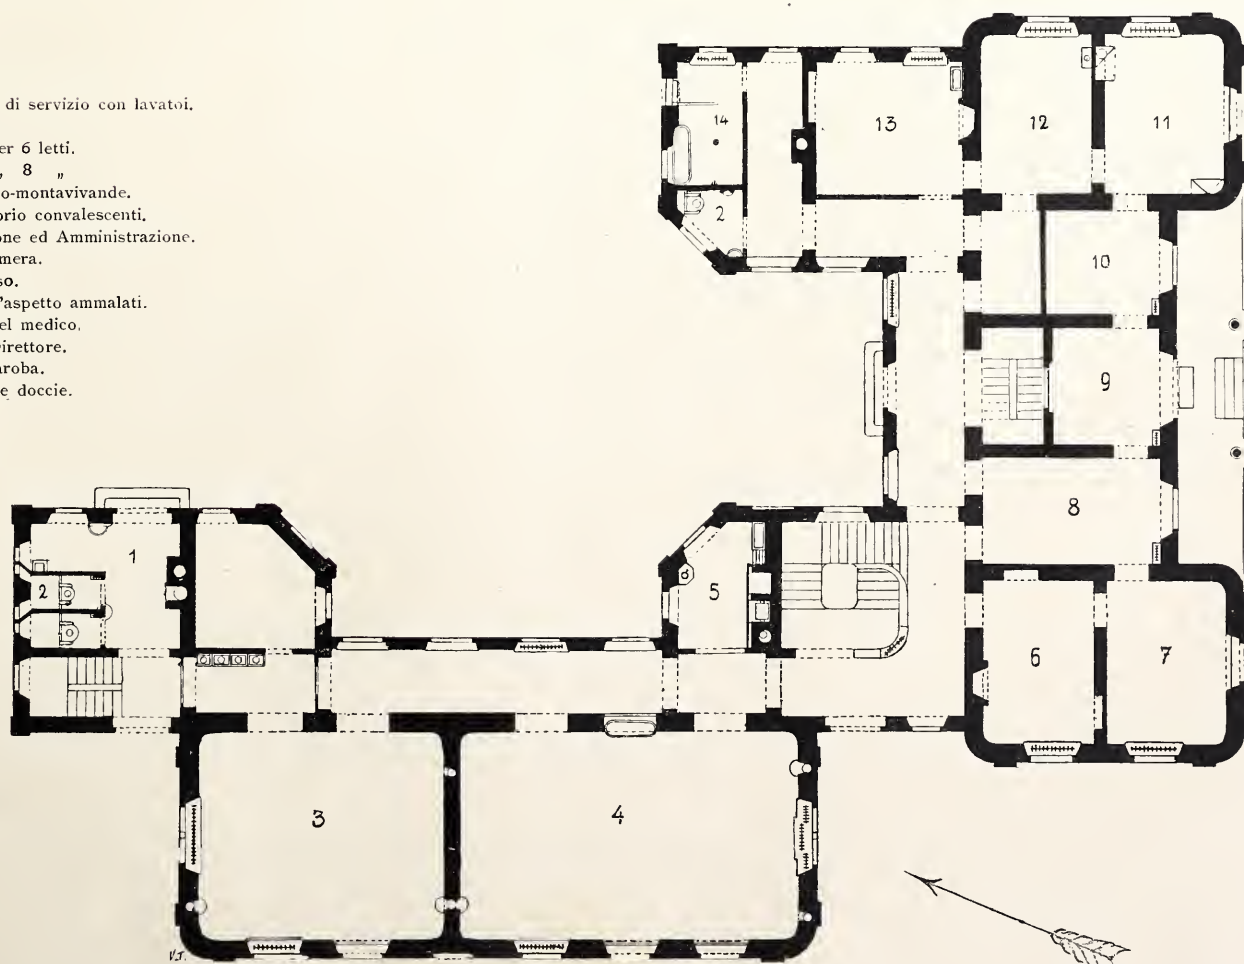 di servizio con lavatoi.
er 6 letti.
„ 8 „
o-montavivande.
orio convalescenti.
one ed Amministrazione.
mera.
so.
'aspetto ammalati.
el medico.
Direttore.
aroba.
e doccie.
14
13
12
11
2
10
9
1
8
2
5
6
7
3
4
V.T.